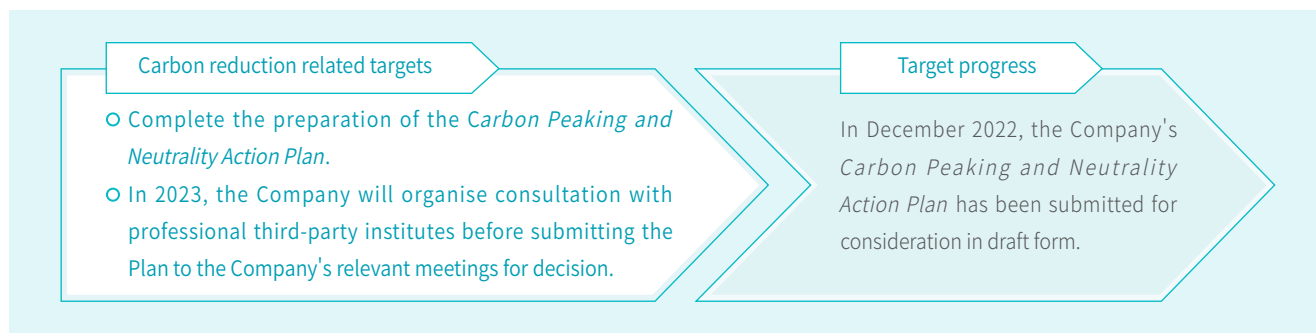 Carbon reduction related targets
Complete the preparation of the Carbon Peaking and
Neutrality Action Plan.
In 2023, the Company will organise consultation with
professional third-party institutes before submitting the
Plan to the Company's relevant meetings for decision.
Target progress
In December 2022, the Company's
Carbon Peaking and Neutrality
Action Plan has been submitted for
consideration in draft form.